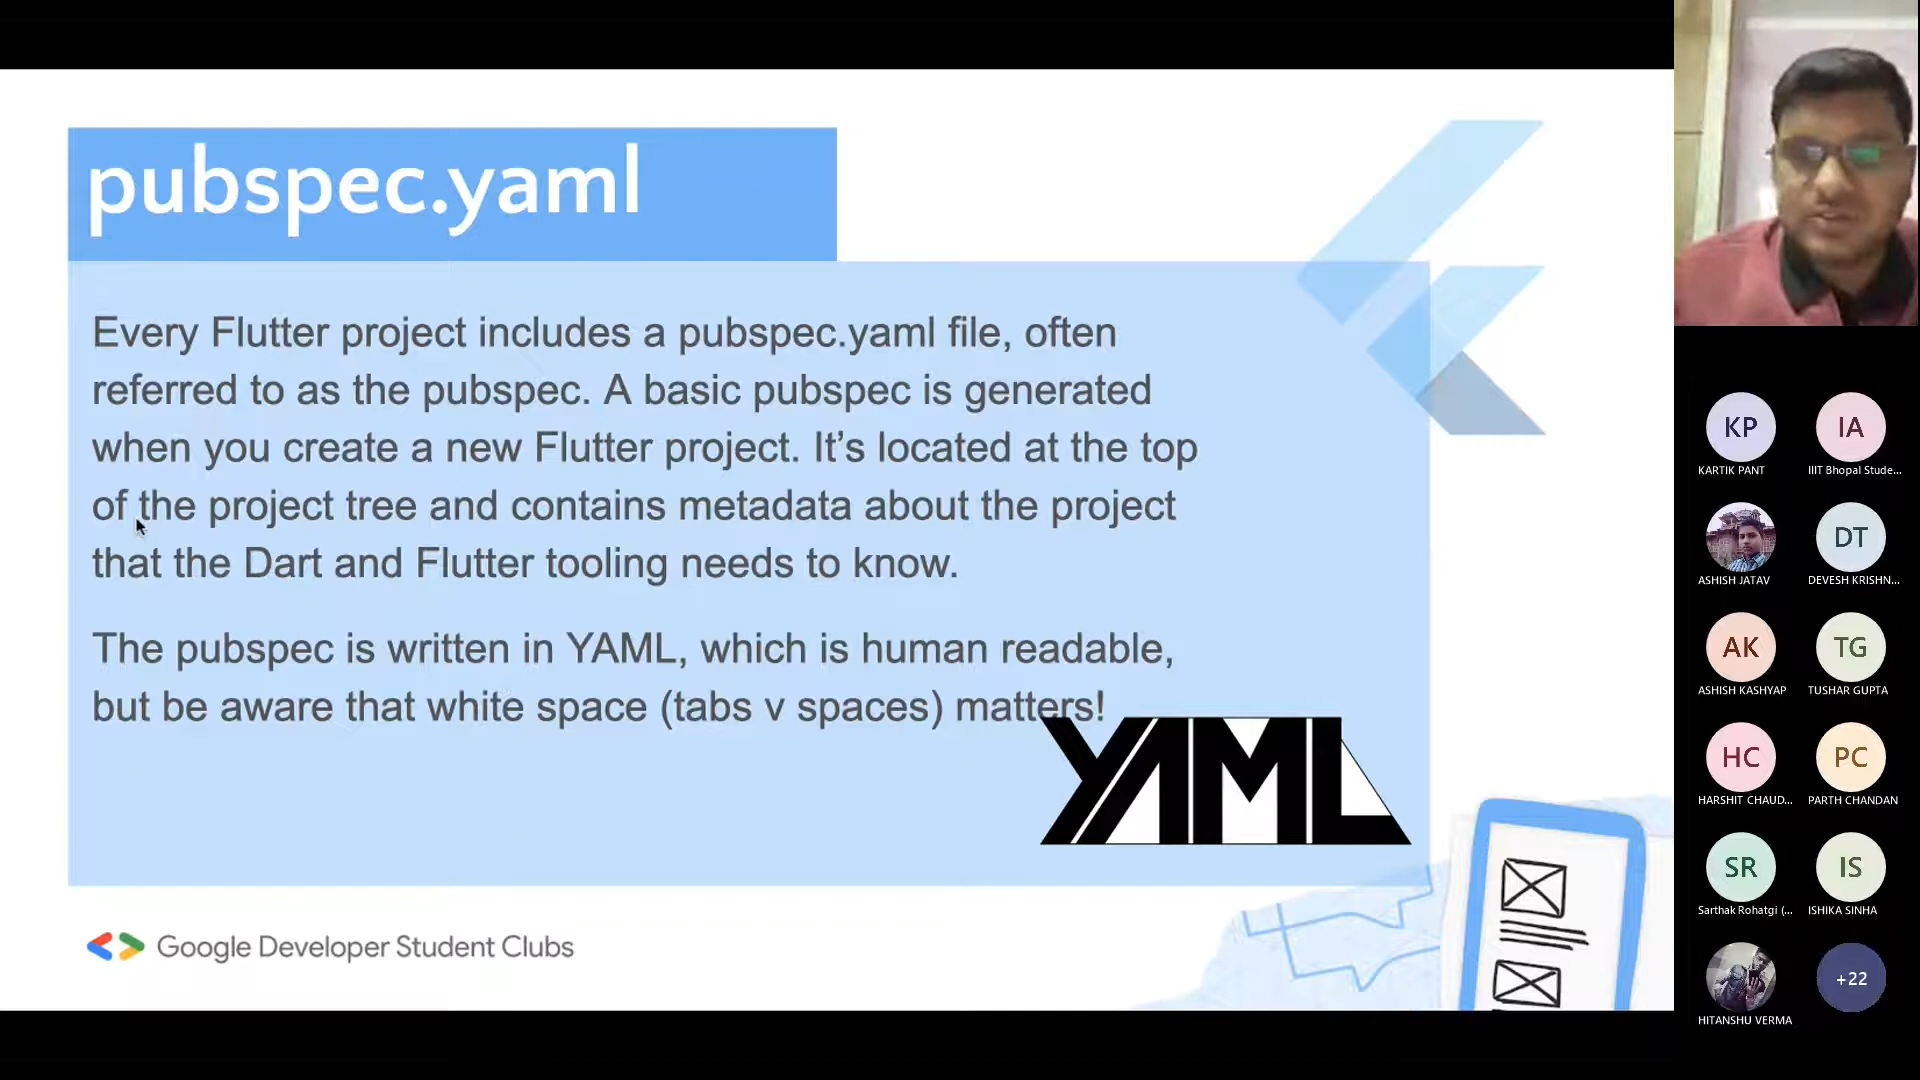 pubspec.yaml
Every Flutter project includes a pubspec.yaml file, often
referred to as the pubspec. A basic pubspec is generated
when you create a new Flutter project. It’s located at the top
of the project tree and contains metadata about the project
that the Dart and Flutter tooling needs to know.
The pubspec is written in YAML, which is human readable,
but be aware that white space (tabs v spaces) matters!
YAML
Google Developer Student Clubs
KP
KARTIK PANT
IA
IIIT Bhopal Stude...
ASHISH JATAV
DT
DEVESH KRISHN...
AK
ASHISH KASHYAP
TG
TUSHAR GUPTA
HC
HARSHIT CHAUD...
PC
PARTH CHANDAN
SR
Sarthak Rohatgi (...
IS
ISHIKA SINHA
HITANSHU VERMA
+22